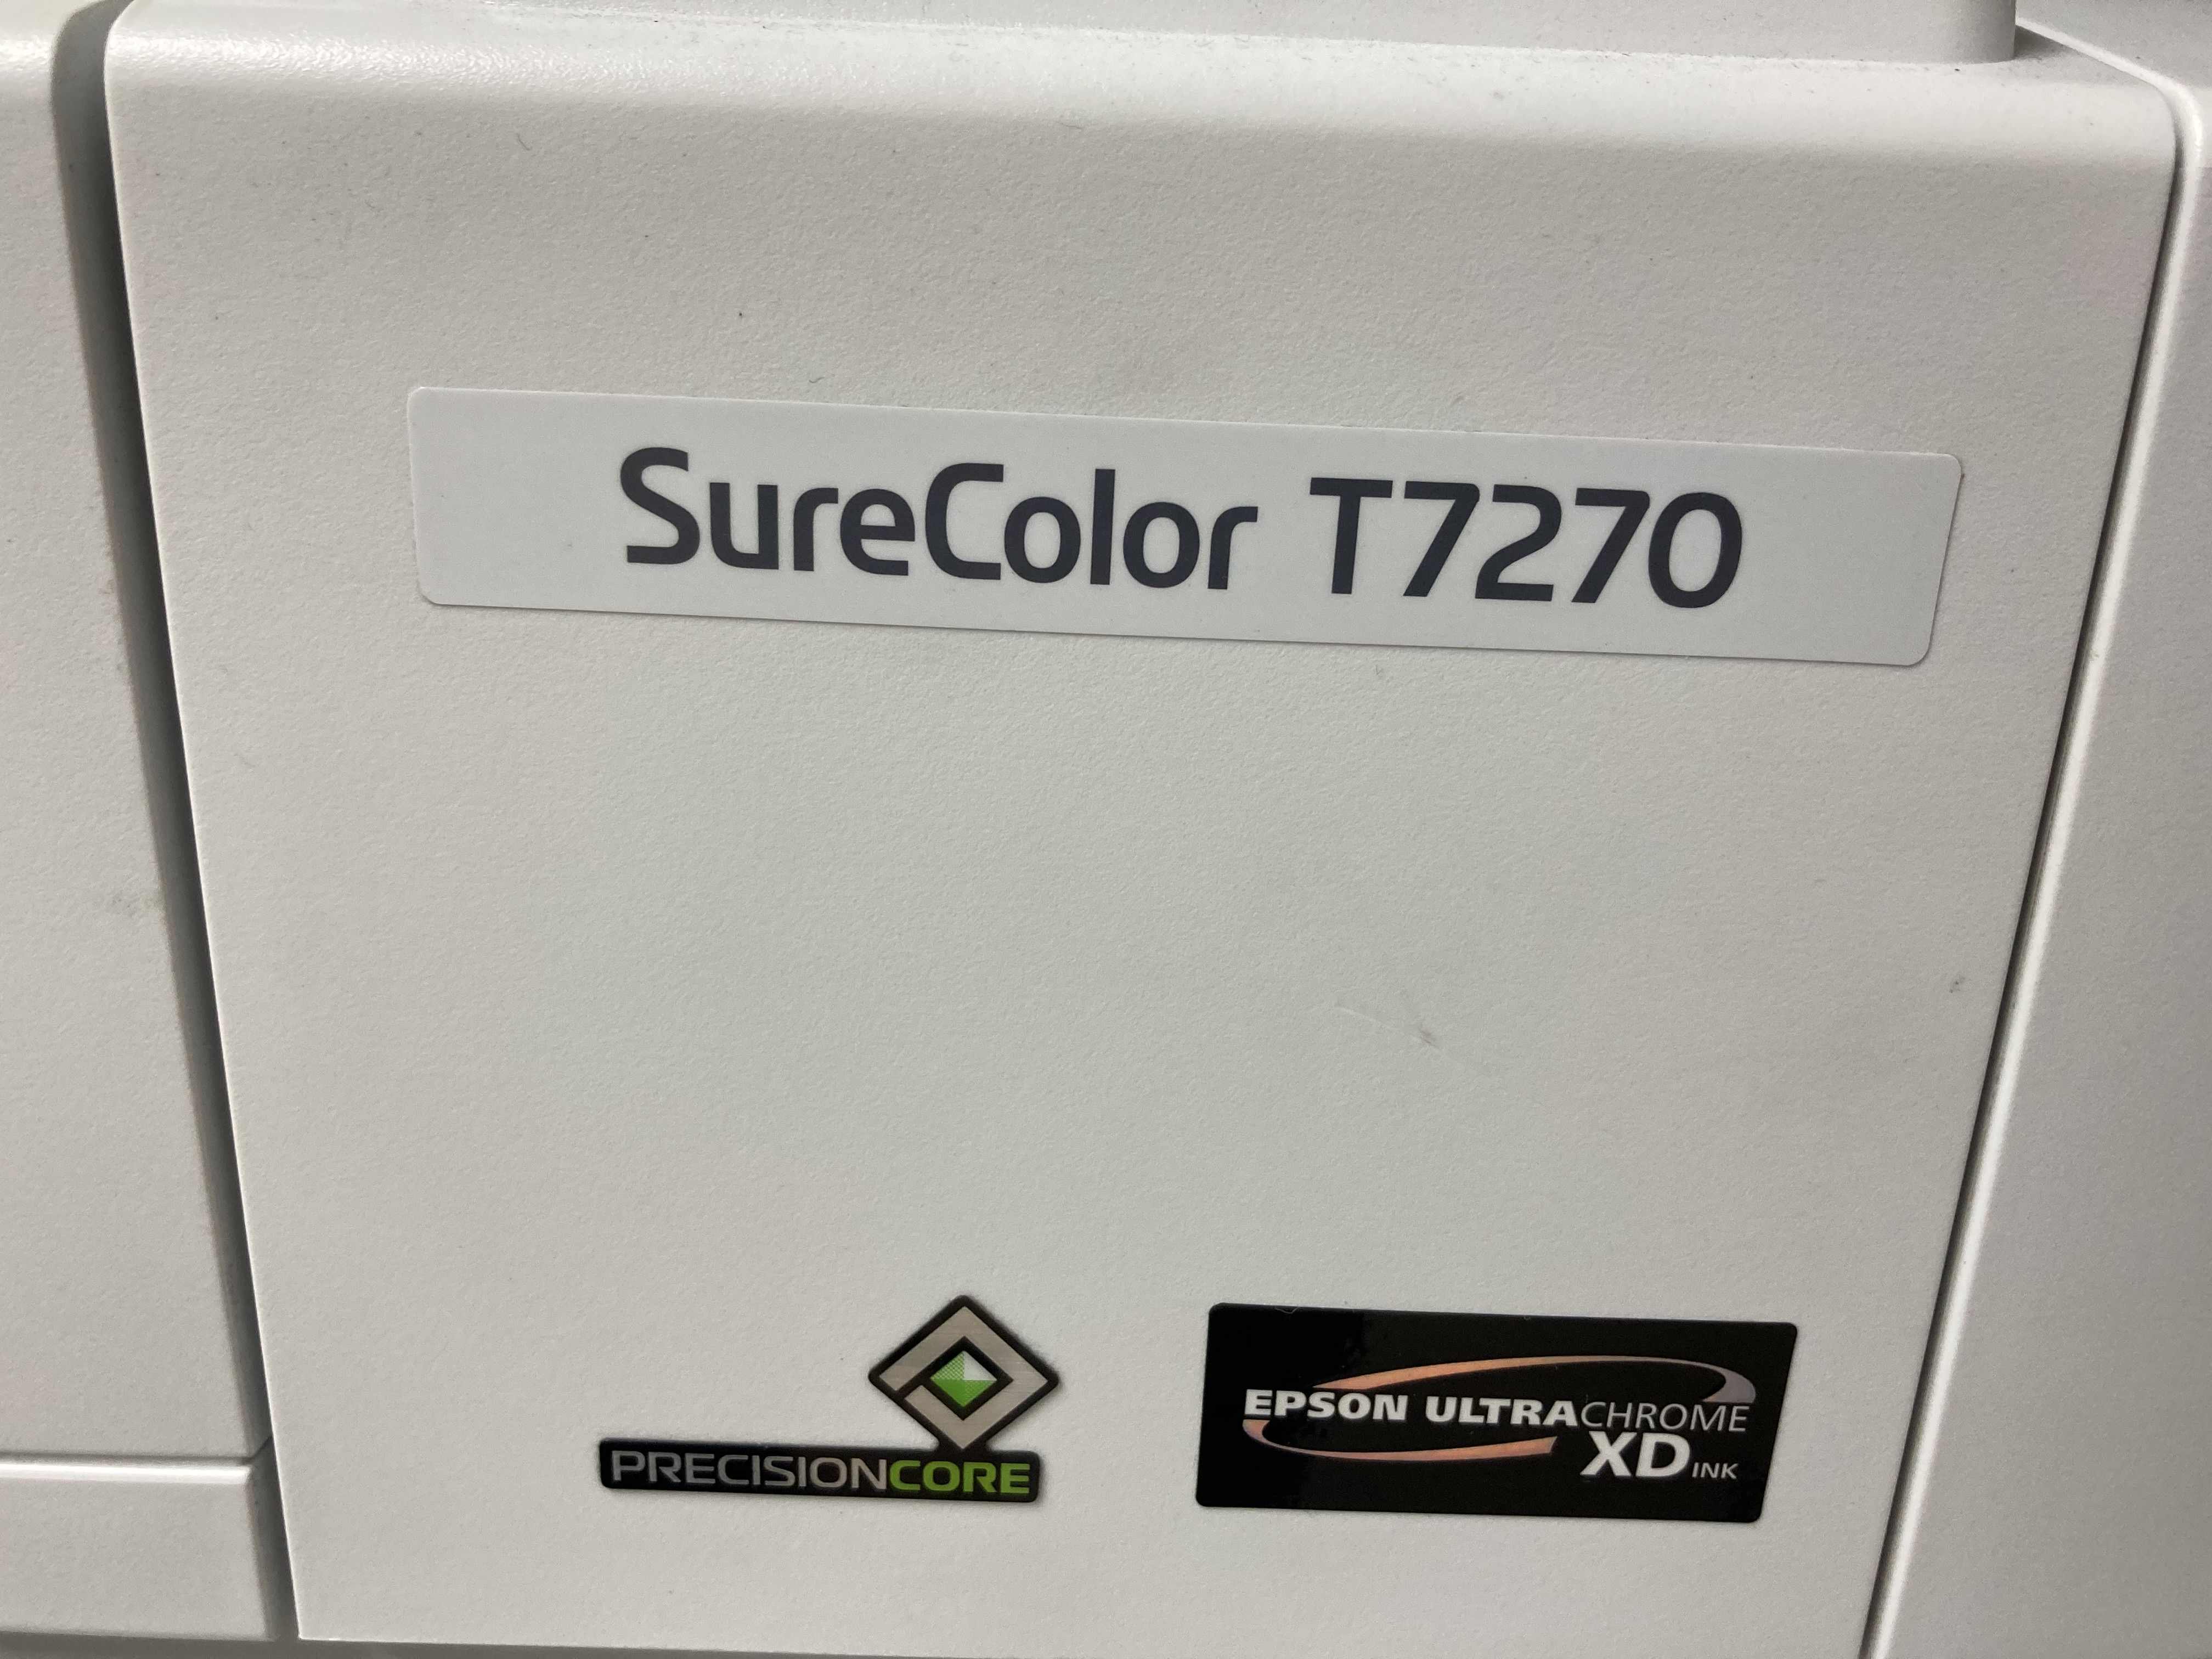 SureColor T7270
PRECISIONCORE
EPSON ULTRACHROME
XD INK